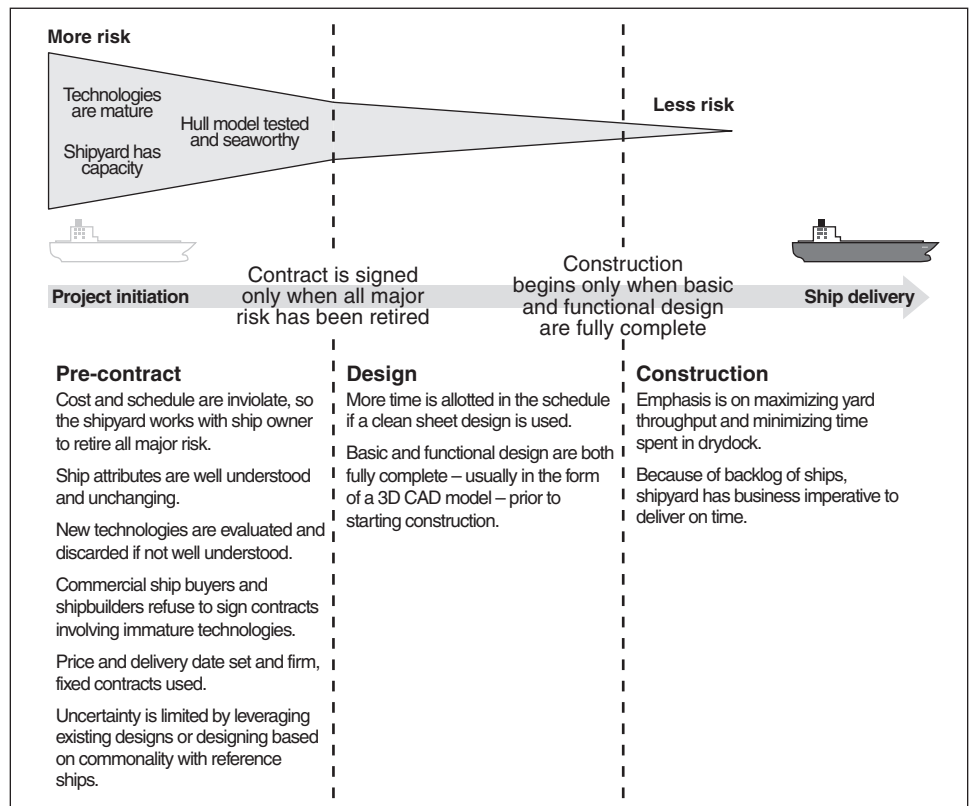 More risk
Technologies
are mature
Hull model tested
and seaworthy
Shipyard has
capacity
Less risk
Project initiation
Contract is signed
only when all major
risk has been retired
Construction
begins only when basic
and functional design
are fully complete
Ship delivery
Pre-contract
Cost and schedule are inviolate, so
the shipyard works with ship owner
to retire all major risk.
Ship attributes are well understood
and unchanging.
New technologies are evaluated and
discarded if not well understood.
Commercial ship buyers and
shipbuilders refuse to sign contracts
involving immature technologies.
Price and delivery date set and firm,
fixed contracts used.
Uncertainty is limited by leveraging
existing designs or designing based
on commonality with reference
ships.
Design
More time is allotted in the schedule
if a clean sheet design is used.
Basic and functional design are both
fully complete – usually in the form
of a 3D CAD model – prior to
starting construction.
Construction
Emphasis is on maximizing yard
throughput and minimizing time
spent in drydock.
Because of backlog of ships,
shipyard has business imperative to
deliver on time.